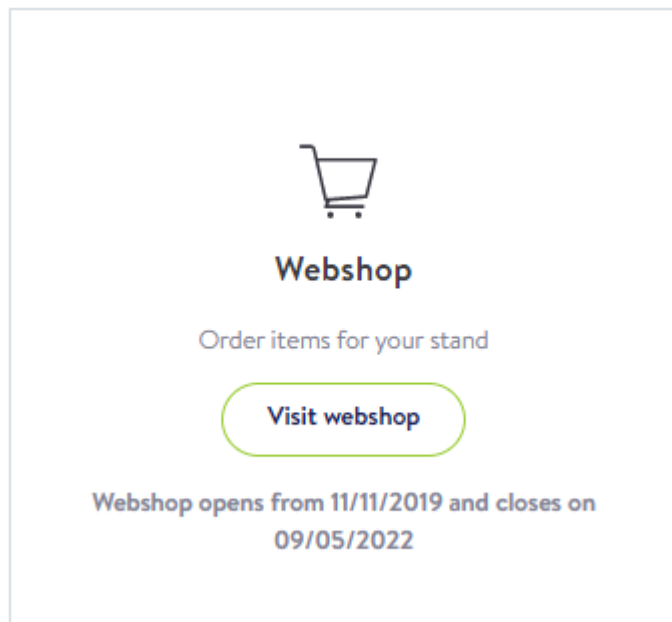 Webshop
Order items for your stand
Visit webshop
Webshop opens from 11/11/2019 and closes on
09/05/2022